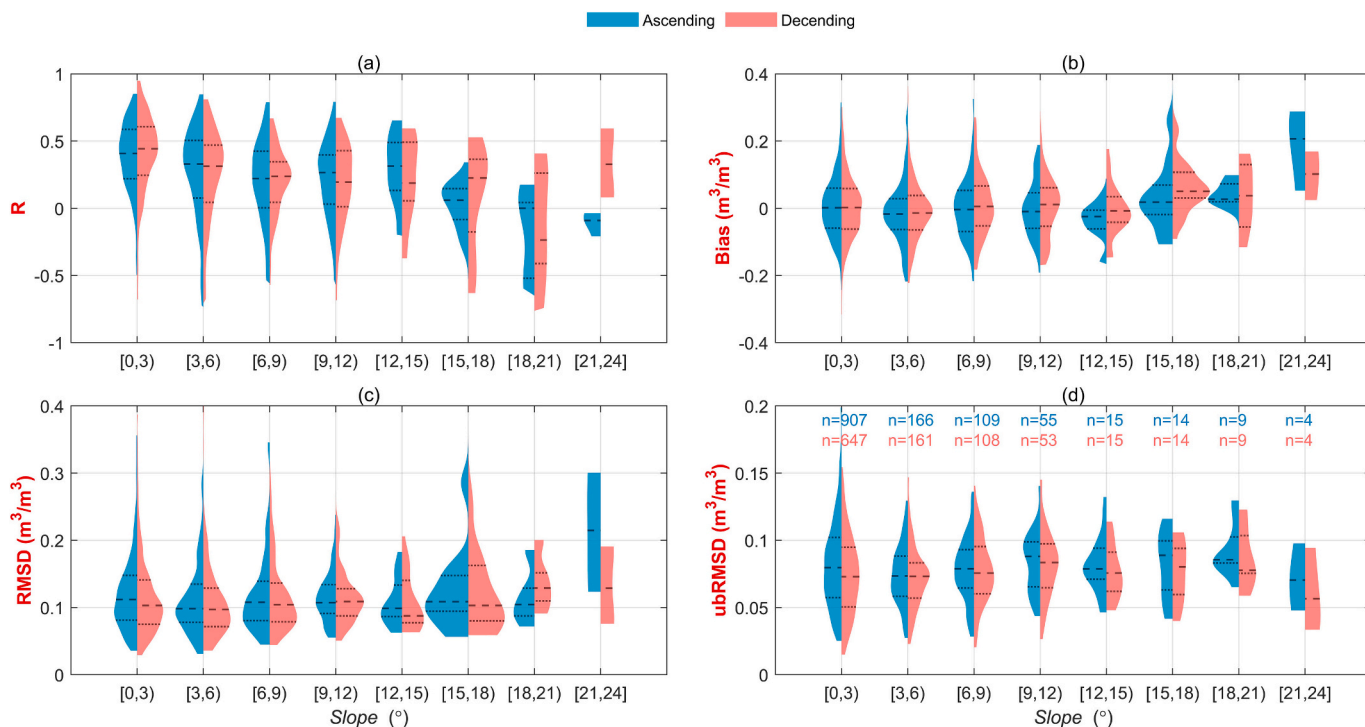 Ascending Decending
(a)
R
1
0.5
0
-0.5
-1
[0,3) [3,6) [6,9) [9,12) [12,15) [15,18) [18,21) [21,24]
(b)
Bias (m³/m³)
0.4
0.2
0
-0.2
-0.4
[0,3) [3,6) [6,9) [9,12) [12,15) [15,18) [18,21) [21,24]
(c)
RMSD (m³/m³)
0.4
0.3
0.2
0.1
0
[0,3) [3,6) [6,9) [9,12) [12,15) [15,18) [18,21) [21,24]
Slope (°)
(d)
ubRMSD (m³/m³)
0.2
0.15
0.1
0.05
0
n=907 n=166 n=109 n=55 n=15 n=14 n=9 n=4
n=647 n=161 n=108 n=53 n=15 n=14 n=9 n=4
[0,3) [3,6) [6,9) [9,12) [12,15) [15,18) [18,21) [21,24]
Slope (°)